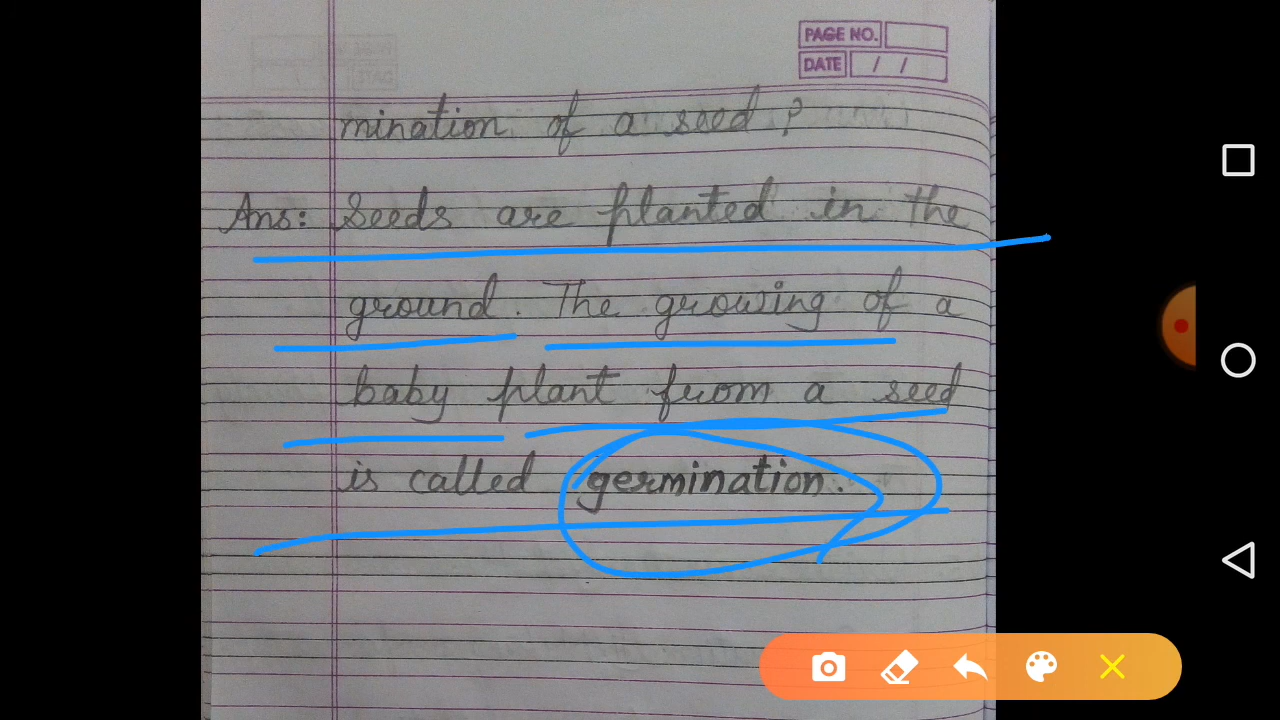 PAGE NO.
DATE / /
mination of a seed?
Ans: Seeds are planted in the
ground. The growing of a
baby plant from a seed
is called germination.